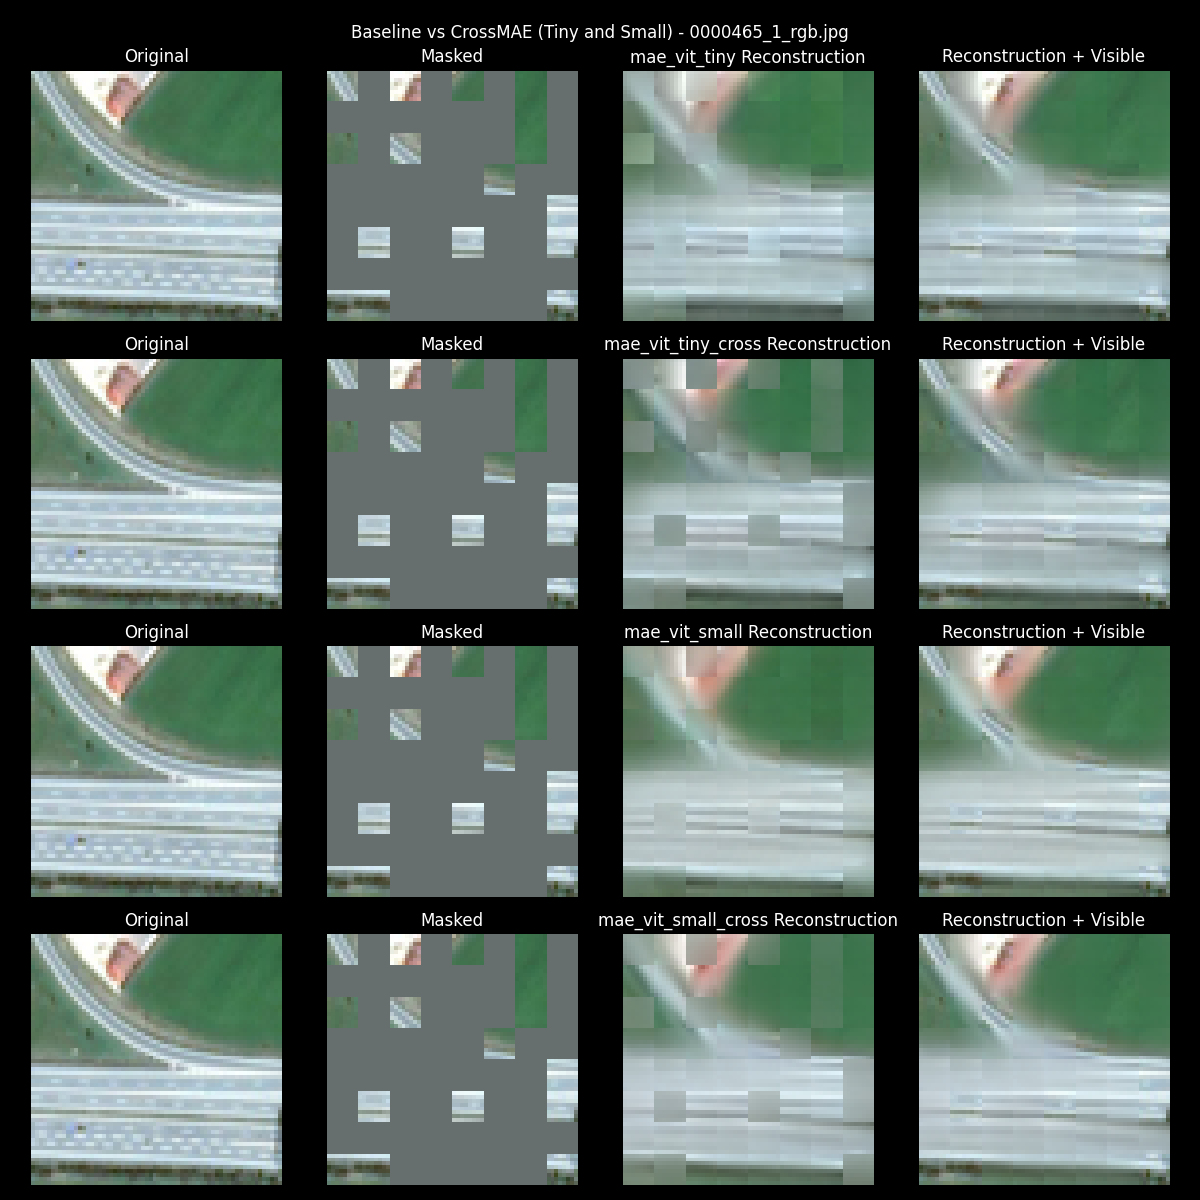 Baseline vs CrossMAE (Tiny and Small) - 0000465_1_rgb.jpg
Original Masked mae_vit_tiny Reconstruction Reconstruction + Visible
Original Masked mae_vit_tiny_cross Reconstruction Reconstruction + Visible
Original Masked mae_vit_small Reconstruction Reconstruction + Visible
Original Masked mae_vit_small_cross Reconstruction Reconstruction + Visible